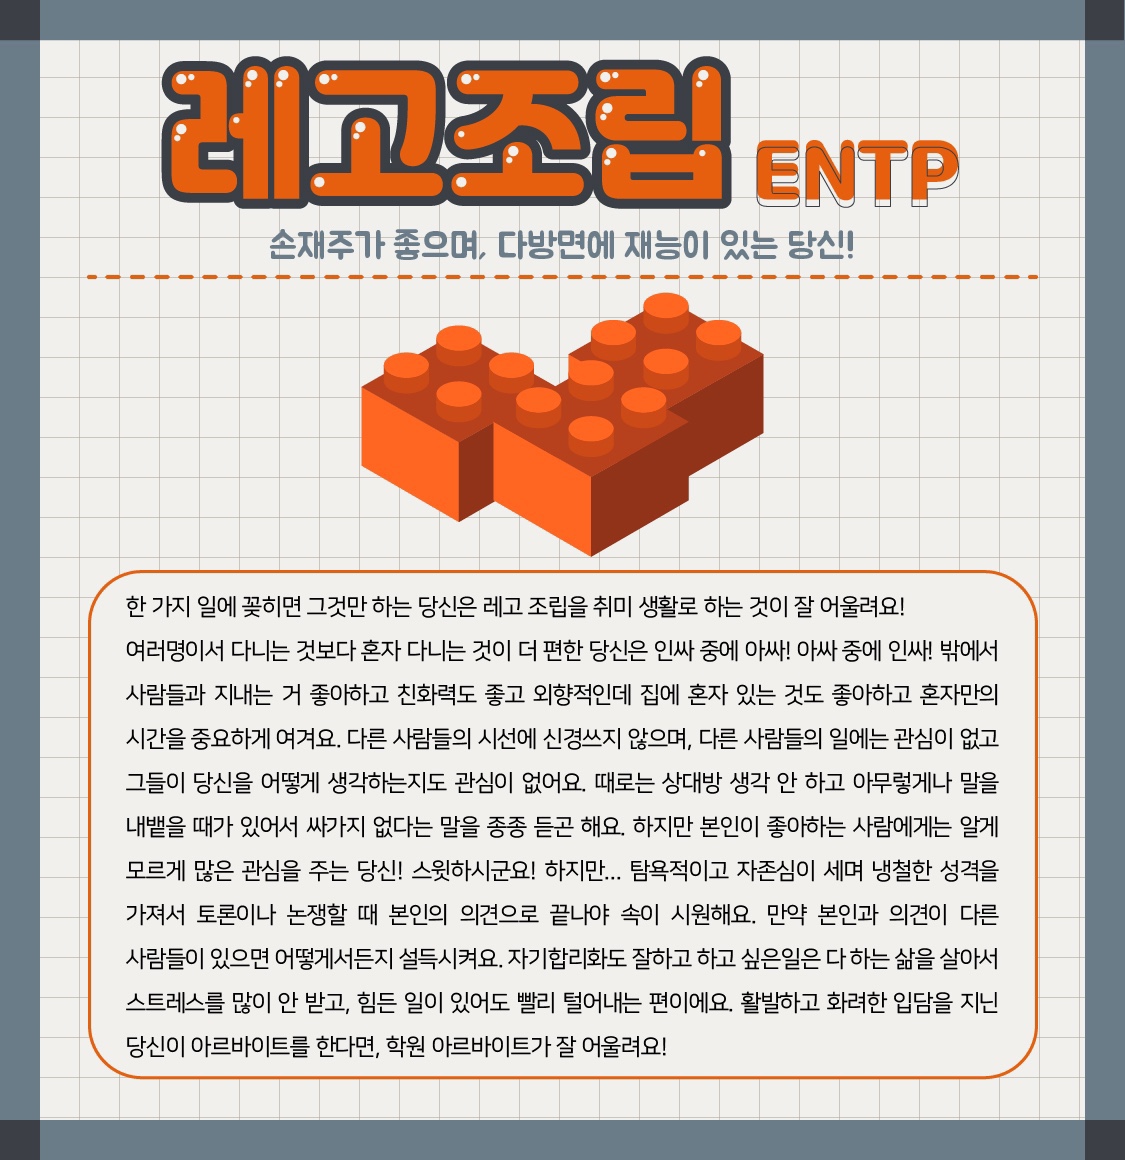 레고조립 ENTP
손재주가 좋으며, 다방면에 재능이 있는 당신!
한 가지 일에 꽂히면 그것만 하는 당신은 레고 조립을 취미 생활로 하는 것이 잘 어울려요!
여러명이서 다니는 것보다 혼자 다니는 것이 더 편한 당신은 인싸 중에 아싸! 아싸 중에 인싸! 밖에서
사람들과 지내는 거 좋아하고 친화력도 좋고 외향적인데 집에 혼자 있는 것도 좋아하고 혼자만의
시간을 중요하게 여겨요. 다른 사람들의 시선에 신경쓰지 않으며, 다른 사람들의 일에는 관심이 없고
그들이 당신을 어떻게 생각하는지도 관심이 없어요. 때로는 상대방 생각 안 하고 아무렇게나 말을
내뱉을 때가 있어서 싸가지 없다는 말을 종종 듣곤 해요. 하지만 본인이 좋아하는 사람에게는 알게
모르게 많은 관심을 주는 당신! 스윗하시군요! 하지만... 탐욕적이고 자존심이 세며 냉철한 성격을
가져서 토론이나 논쟁할 때 본인의 의견으로 끝나야 속이 시원해요. 만약 본인과 의견이 다른
사람들이 있으면 어떻게서든지 설득시켜요. 자기합리화도 잘하고 하고 싶은일은 다 하는 삶을 살아서
스트레스를 많이 안 받고, 힘든 일이 있어도 빨리 털어내는 편이에요. 활발하고 화려한 입담을 지닌
당신이 아르바이트를 한다면, 학원 아르바이트가 잘 어울려요!